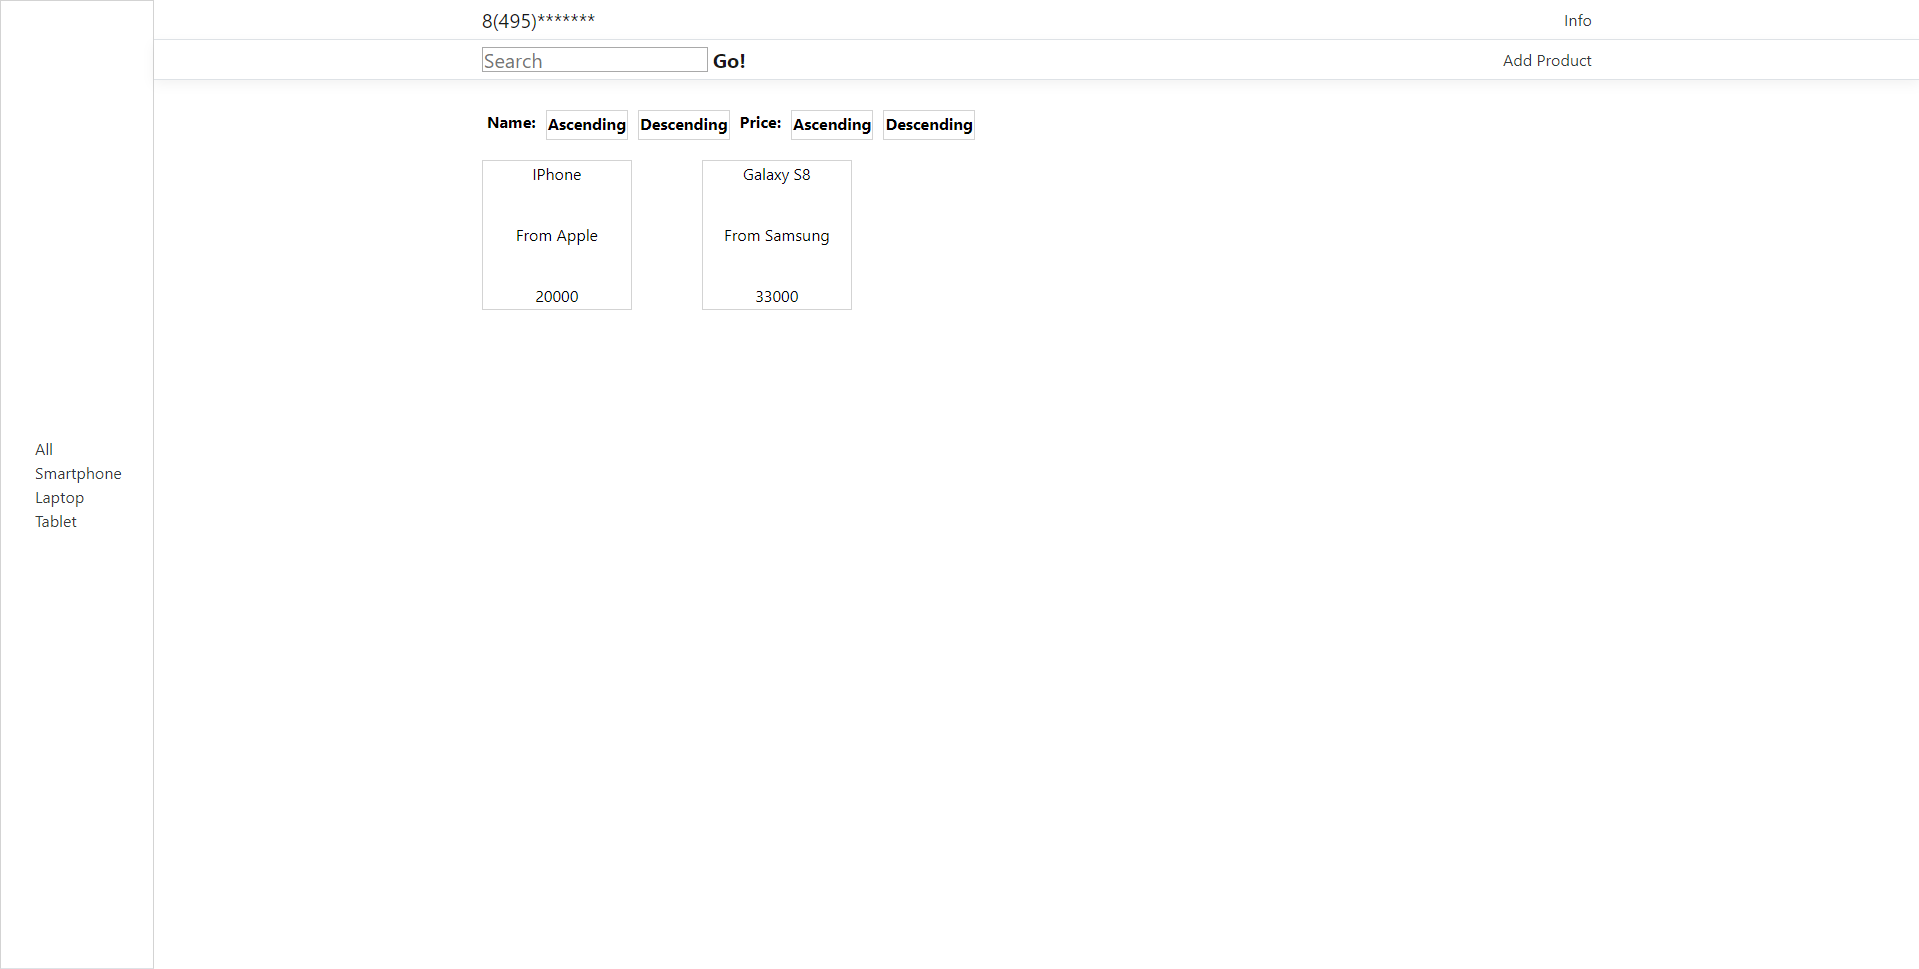 8(495)*******
Info
Search Go!
Add Product
Name: Ascending Descending Price: Ascending Descending
IPhone
From Apple
20000
Galaxy S8
From Samsung
33000
All
Smartphone
Laptop
Tablet